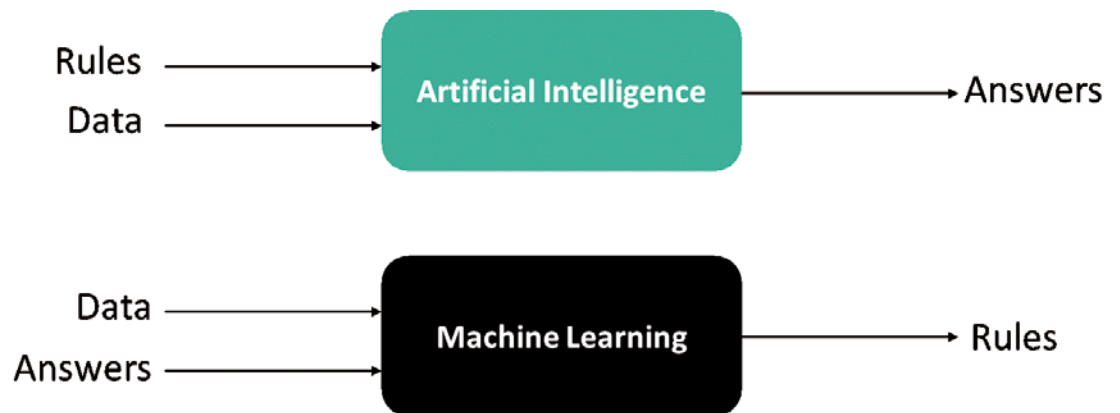 Rules
Data
Artificial Intelligence
Answers
Data
Answers
Machine Learning
Rules